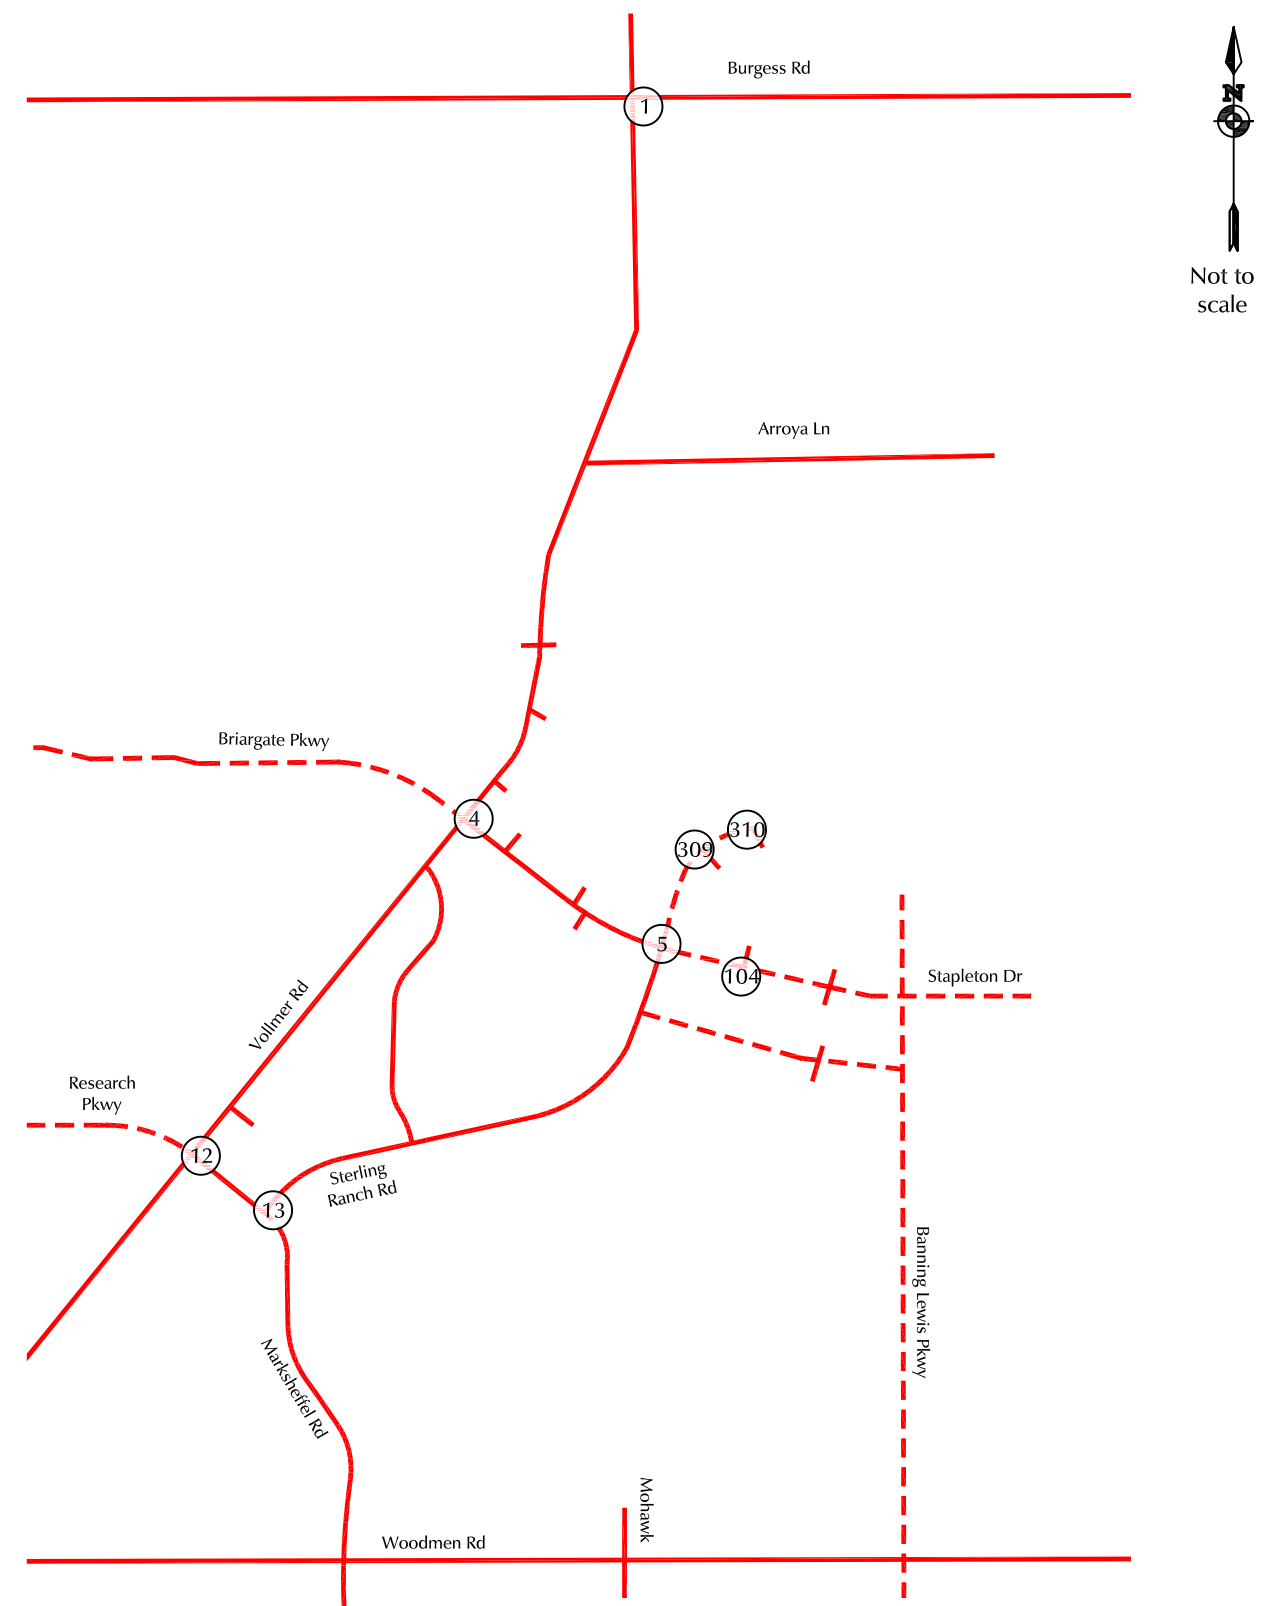 Burgess Rd
1
N
Not to
scale
Arroya Ln
Briargate Pkwy
4
310
309
5
104
Stapleton Dr
Vollmer Rd
Research
Pkwy
12
Sterling
Ranch Rd
13
Banning Lewis Pkwy
Marksheffel Rd
Mohawk
Woodmen Rd